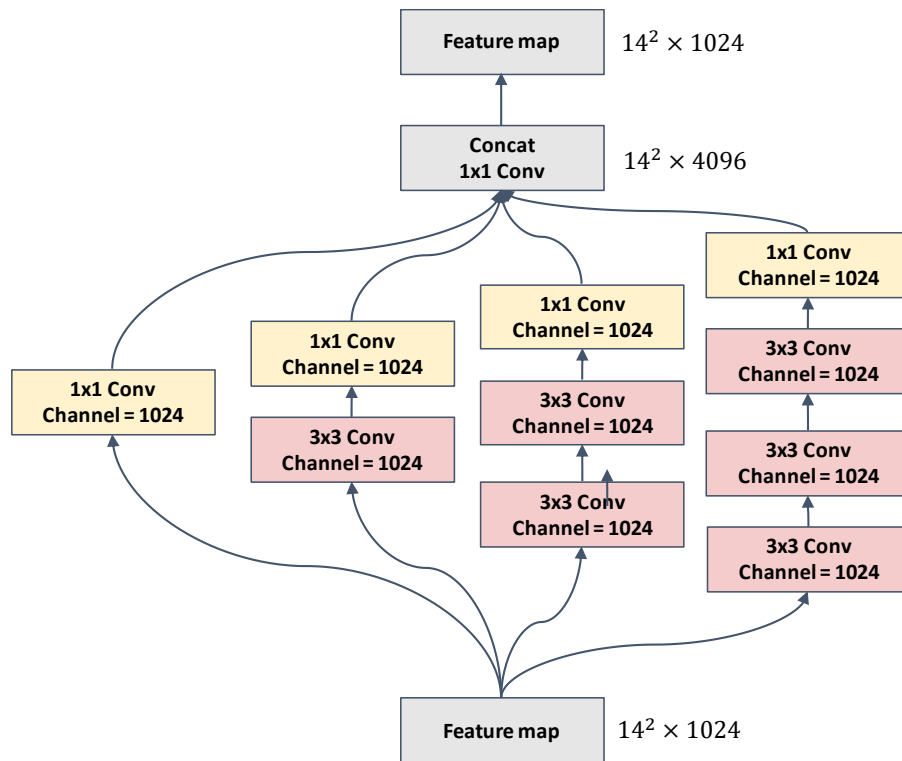 Feature map
14² × 1024
Concat
1x1 Conv
14² × 4096
1x1 Conv
Channel = 1024
1x1 Conv
Channel = 1024
3x3 Conv
Channel = 1024
1x1 Conv
Channel = 1024
3x3 Conv
Channel = 1024
3x3 Conv
Channel = 1024
1x1 Conv
Channel = 1024
3x3 Conv
Channel = 1024
3x3 Conv
Channel = 1024
3x3 Conv
Channel = 1024
Feature map
14² × 1024